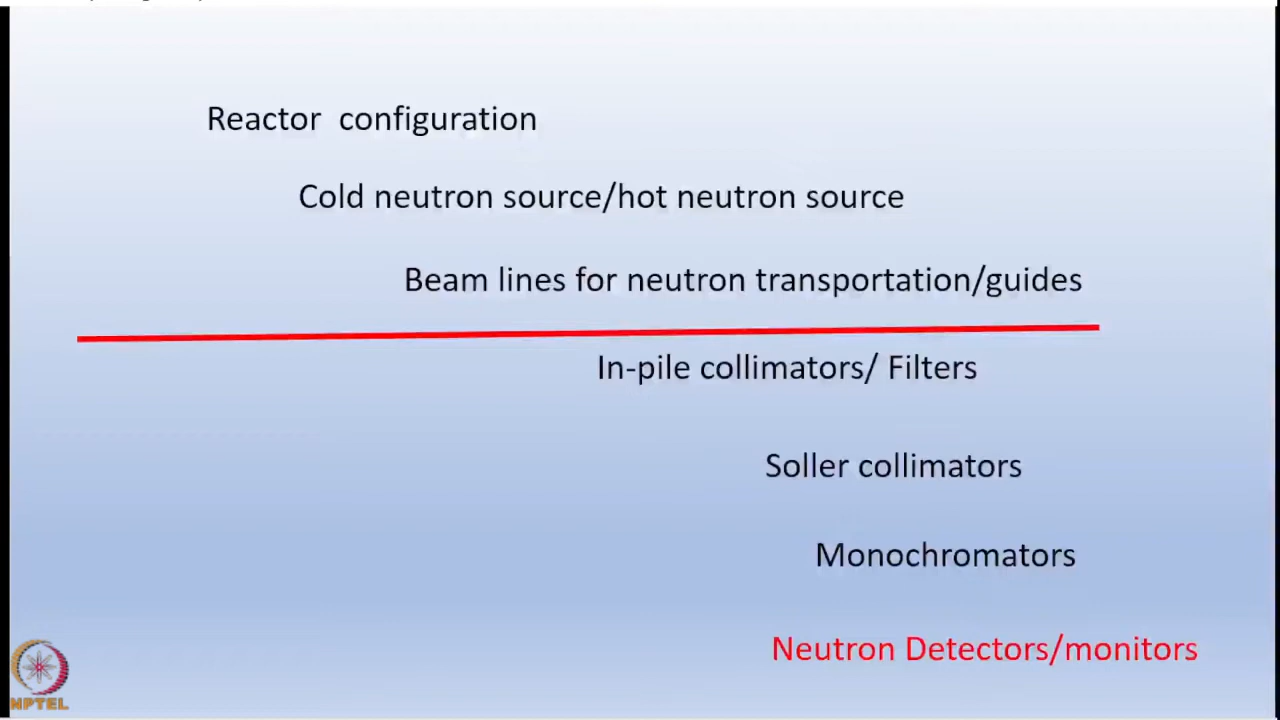 Reactor configuration
Cold neutron source/hot neutron source
Beam lines for neutron transportation/guides
In-pile collimators/ Filters
Soller collimators
Monochromators
Neutron Detectors/monitors
NPTEL